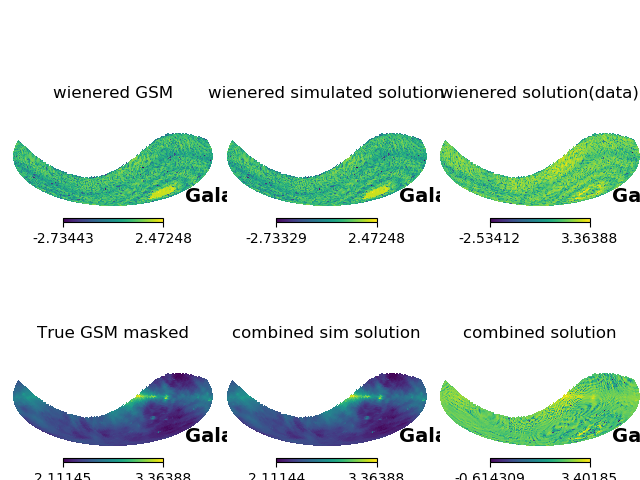 wienered GSM
wienered simulated solution
wienered solution(data)
Gala
Gala
Ga
-2.73443 2.47248
-2.73329 2.47248
-2.53412 3.36388
True GSM masked
combined sim solution
combined solution
Gala
Gala
Ga
2.11145 3.36388
2.11144 3.36388
-0.614309 3.40185